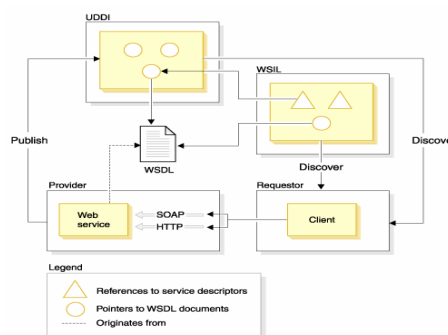 UDDI
WSIL
Publish
WSDL
Discover
Discove
Provider
Requestor
Web
service
SOAP
HTTP
Client
Legend
References to service descriptors
Pointers to WSDL documents
Originates from